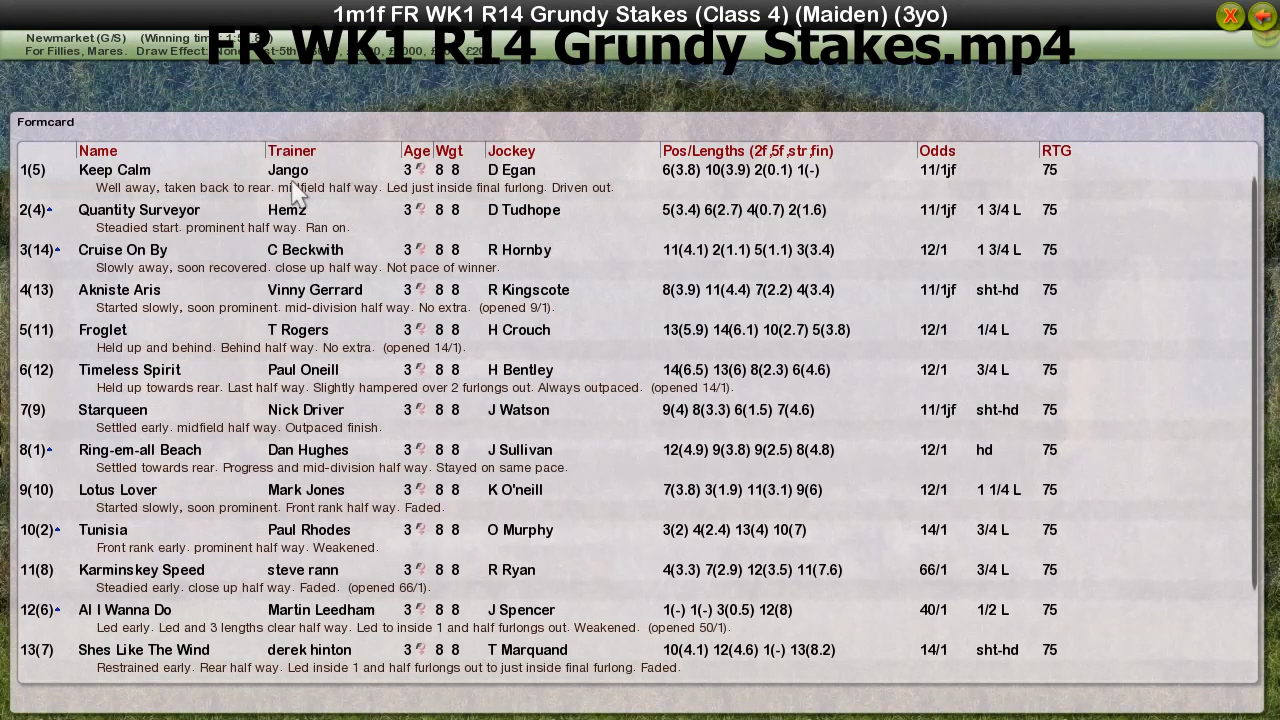 1m1f FR WK1 R14 Grundy Stakes (Class 4) (Maiden) (3yo)
Newmarket (G/S) (Winning
For Fillies, Mares. Draw Effect:
FR WK1 R14 Grundy Stakes.mp4
Formcard
Name Trainer Age Wgt Jockey Pos/Lengths (2f,5f,str,fin) Odds RTG
1(5) Keep Calm Jango 3 8 8 D Egan 6(3.8) 10(3.9) 2(0.1) 1(-) 11/1jf 75
Well away, taken back to rear. midfield half way. Led just inside final furlong. Driven out.
2(4) Quantity Surveyor Hemz 3 8 8 D Tudhope 5(3.4) 6(2.7) 4(0.7) 2(1.6) 11/1jf 1 3/4 L 75
Steadied start. prominent half way. Ran on.
3(14) Cruise On By C Beckwith 3 8 8 R Hornby 11(4.1) 2(1.1) 5(1.1) 3(3.4) 12/1 1 3/4 L 75
Slowly away, soon recovered. close up half way. Not pace of winner.
4(13) Akniste Aris Vinny Gerrard 3 8 8 R Kingscote 8(3.9) 11(4.4) 7(2.2) 4(3.4) 11/1jf sht-hd 75
Started slowly, soon prominent. mid-division half way. No extra. (opened 9/1).
5(11) Froglet T Rogers 3 8 8 H Crouch 13(5.9) 14(6.1) 10(2.7) 5(3.8) 12/1 1/4 L 75
Held up and behind. Behind half way. No extra. (opened 14/1).
6(12) Timeless Spirit Paul Oneill 3 8 8 H Bentley 14(6.5) 13(6) 8(2.3) 6(4.6) 12/1 3/4 L 75
Held up towards rear. Last half way. Slightly hampered over 2 furlongs out. Always outpaced. (opened 14/1).
7(9) Starqueen Nick Driver 3 8 8 J Watson 9(4) 8(3.3) 6(1.5) 7(4.6) 11/1jf sht-hd 75
Settled early. midfield half way. Outpaced finish.
8(1) Ring-em-all Beach Dan Hughes 3 8 8 J Sullivan 12(4.9) 9(3.8) 9(2.5) 8(4.8) 12/1 hd 75
Settled towards rear. Progress and mid-division half way. Stayed on same pace.
9(10) Lotus Lover Mark Jones 3 8 8 K O'neill 7(3.8) 3(1.9) 11(3.1) 9(6) 12/1 1 1/4 L 75
Started slowly, soon prominent. Front rank half way. Faded.
10(2) Tunisia Paul Rhodes 3 8 8 O Murphy 3(2) 4(2.4) 13(4) 10(7) 14/1 3/4 L 75
Front rank early. prominent half way. Weakened.
11(8) Karminskey Speed steve rann 3 8 8 R Ryan 4(3.3) 7(2.9) 12(3.5) 11(7.6) 66/1 3/4 L 75
Steadied early. close up half way. Faded. (opened 66/1).
12(6) Al I Wanna Do Martin Leedham 3 8 8 J Spencer 1(-) 1(-) 3(0.5) 12(8) 40/1 1/2 L 75
Led early. Led and 3 lengths clear half way. Led to inside 1 and half furlongs out. Weakened. (opened 50/1).
13(7) Shes Like The Wind derek hinton 3 8 8 T Marquand 10(4.1) 12(4.6) 1(-) 13(8.2) 14/1 sht-hd 75
Restrained early. Rear half way. Led inside 1 and half furlongs out to just inside final furlong. Faded.